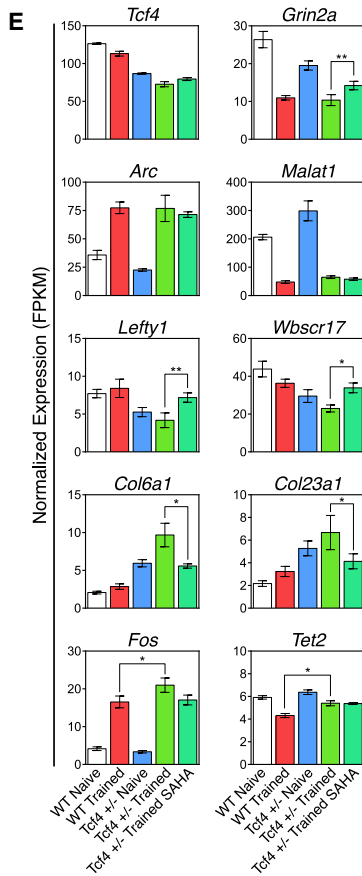 E
Normalized Expression (FPKM)
Tcf4
150
100
50
0
Grin2a
30
20
10
0
**
Arc
100
75
50
25
0
Malat1
400
300
200
100
0
Lefty1
15
10
5
0
**
Wbscr17
60
40
20
0
*
Col6a1
15
10
5
0
*
Col23a1
10
8
6
4
2
0
*
Fos
30
20
10
0
*
Tet2
10
8
6
4
2
0
*
WT Naive
WT Trained
Tcf4 +/- Naive
Tcf4 +/- Trained
Tcf4 +/- Trained SAHA
WT Naive
WT Trained
Tcf4 +/- Naive
Tcf4 +/- Trained
Tcf4 +/- Trained SAHA